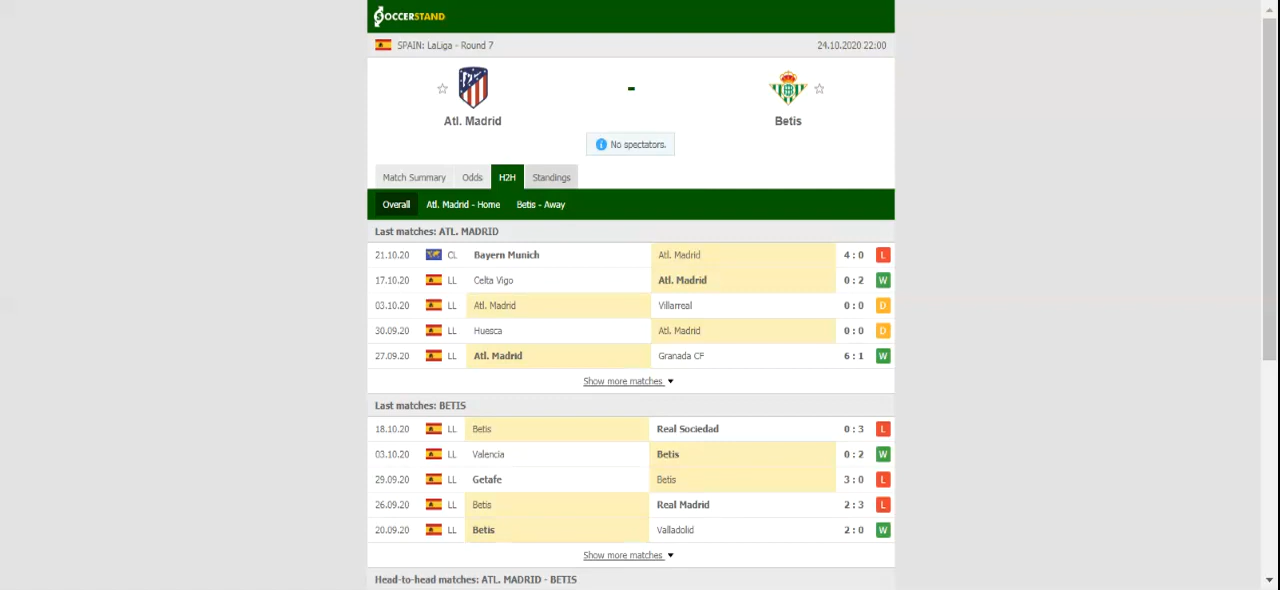 SOCCERSTAND
SPAIN: LaLiga - Round 7 24.10.2020 22:00
-
Atl. Madrid Betis
No spectators.
Match Summary Odds H2H Standings
Overall Atl. Madrid - Home Betis - Away
Last matches: ATL. MADRID
21.10.20 CL Bayern Munich Atl. Madrid 4 : 0 L
17.10.20 LL Celta Vigo Atl. Madrid 0 : 2 W
03.10.20 LL Atl. Madrid Villarreal 0 : 0 D
30.09.20 LL Huesca Atl. Madrid 0 : 0 D
27.09.20 LL Atl. Madrid Granada CF 6 : 1 W
Show more matches
Last matches: BETIS
18.10.20 LL Betis Real Sociedad 0 : 3 L
03.10.20 LL Valencia Betis 0 : 2 W
29.09.20 LL Getafe Betis 3 : 0 L
26.09.20 LL Betis Real Madrid 2 : 3 L
20.09.20 LL Betis Valladolid 2 : 0 W
Show more matches
Head-to-head matches: ATL. MADRID - BETIS